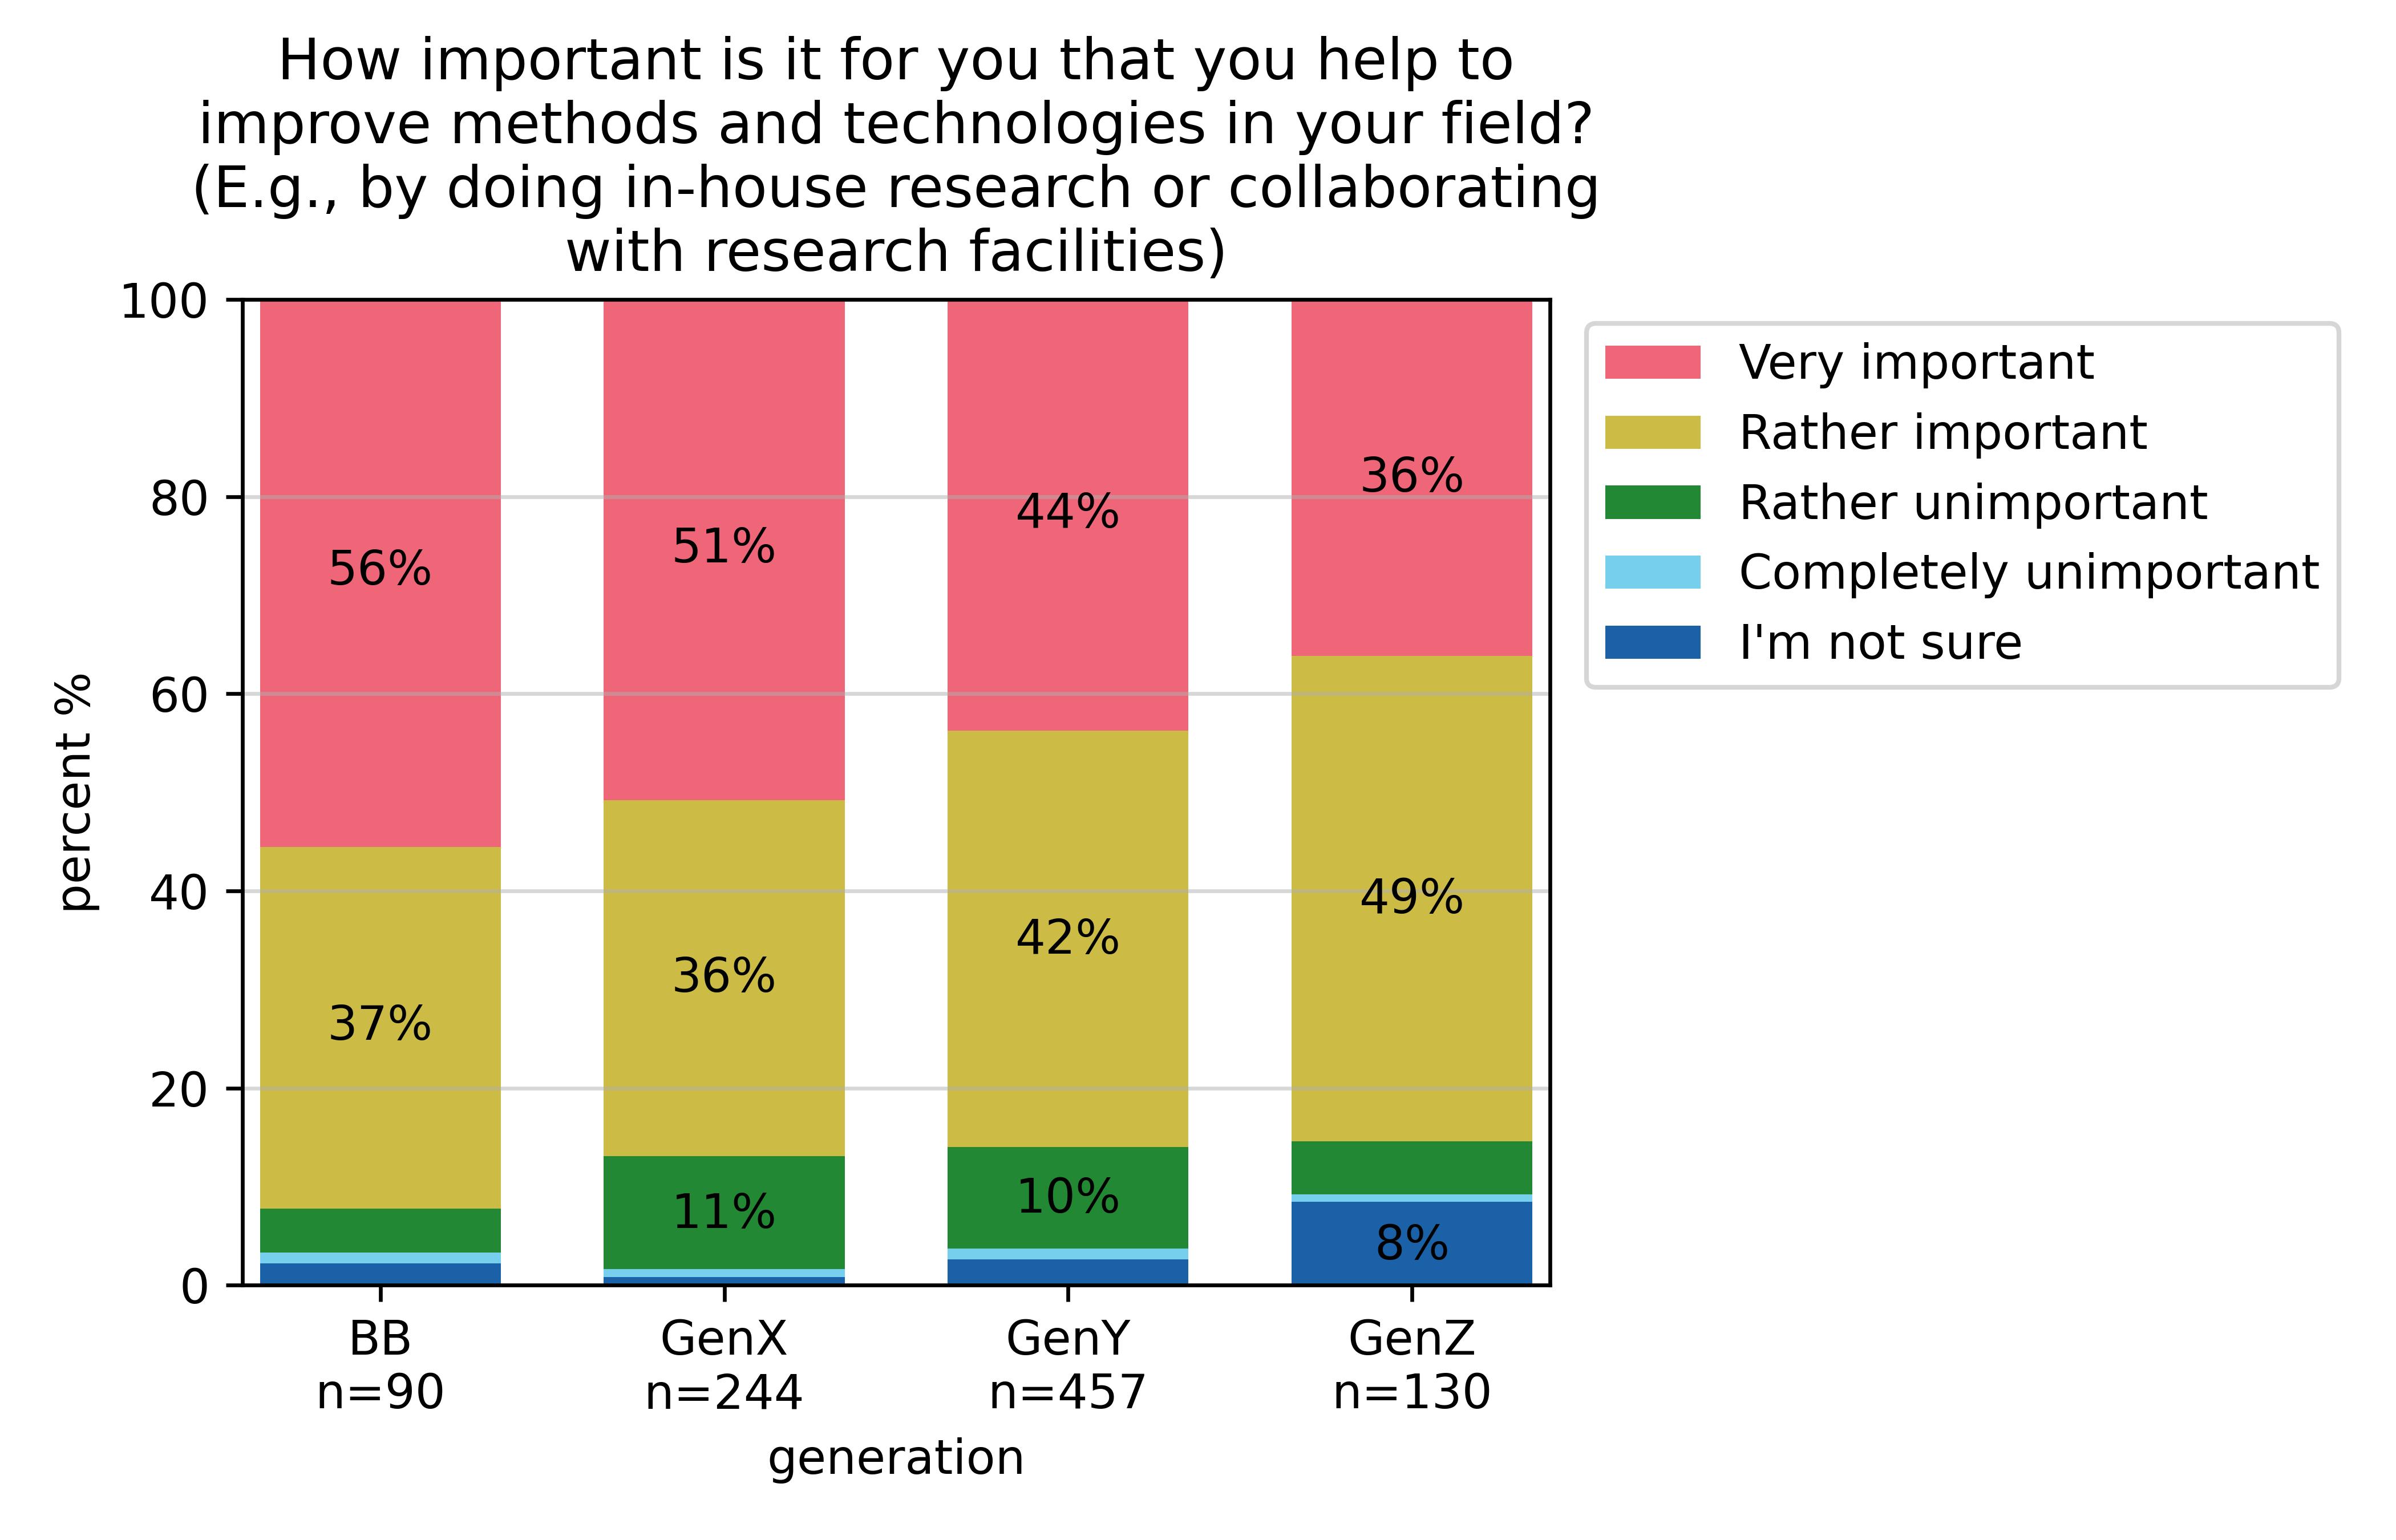 How important is it for you that you help to
improve methods and technologies in your field?
(E.g., by doing in-house research or collaborating
with research facilities)
100
80
60
40
20
0
percent %
56%
37%
51%
36%
11%
44%
42%
10%
36%
49%
8%
BB
n=90
GenX
n=244
GenY
n=457
GenZ
n=130
generation
Very important
Rather important
Rather unimportant
Completely unimportant
I'm not sure